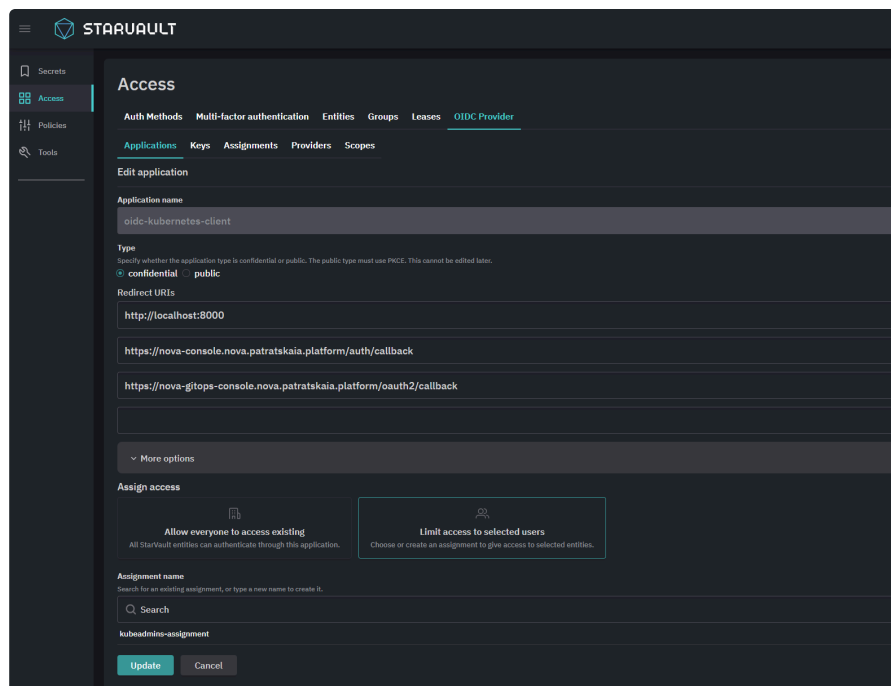 STARVAULT
Secrets
Access
Policies
Tools
Access
Auth Methods Multi-factor authentication Entities Groups Leases OIDC Provider
Applications Keys Assignments Providers Scopes
Edit application
Application name
oidc-kubernetes-client
Type
Specify whether the application type is confidential or public. The public type must use PKCE. This cannot be edited later.
confidential public
Redirect URIs
http://localhost:8000
https://nova-console.nova.patratskaia.platform/auth/callback
https://nova-gitops-console.nova.patratskaia.platform/oauth2/callback
More options
Assign access
Allow everyone to access existing
All StarVault entities can authenticate through this application.
Limit access to selected users
Choose or create an assignment to give access to selected entities.
Assignment name
Search for an existing assignment, or type a new name to create it.
Search
kubeadmins-assignment
Update Cancel